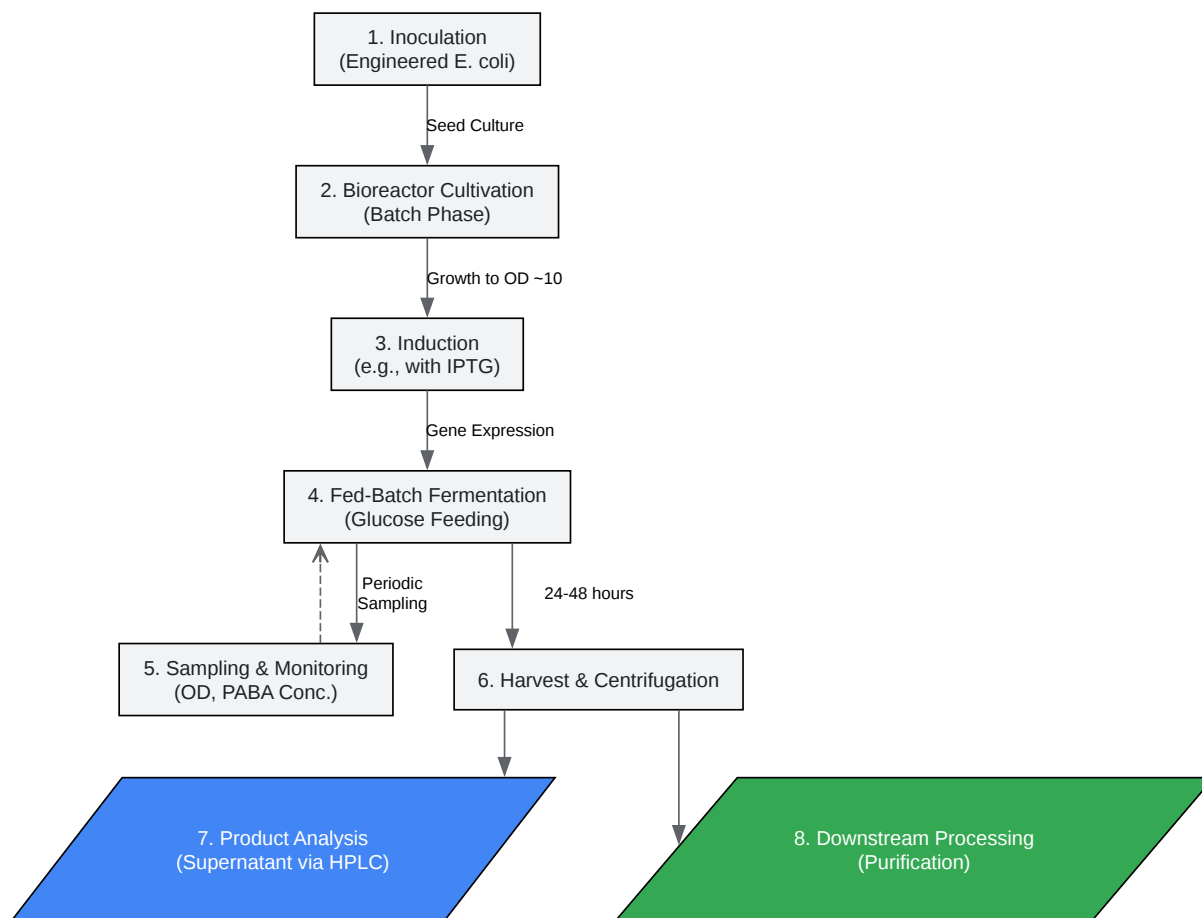 1. Inoculation
(Engineered E. coli)
Seed Culture
2. Bioreactor Cultivation
(Batch Phase)
Growth to OD ~10
3. Induction
(e.g., with IPTG)
Gene Expression
4. Fed-Batch Fermentation
(Glucose Feeding)
Periodic
Sampling
24-48 hours
5. Sampling & Monitoring
(OD, PABA Conc.)
6. Harvest & Centrifugation
7. Product Analysis
(Supernatant via HPLC)
8. Downstream Processing
(Purification)